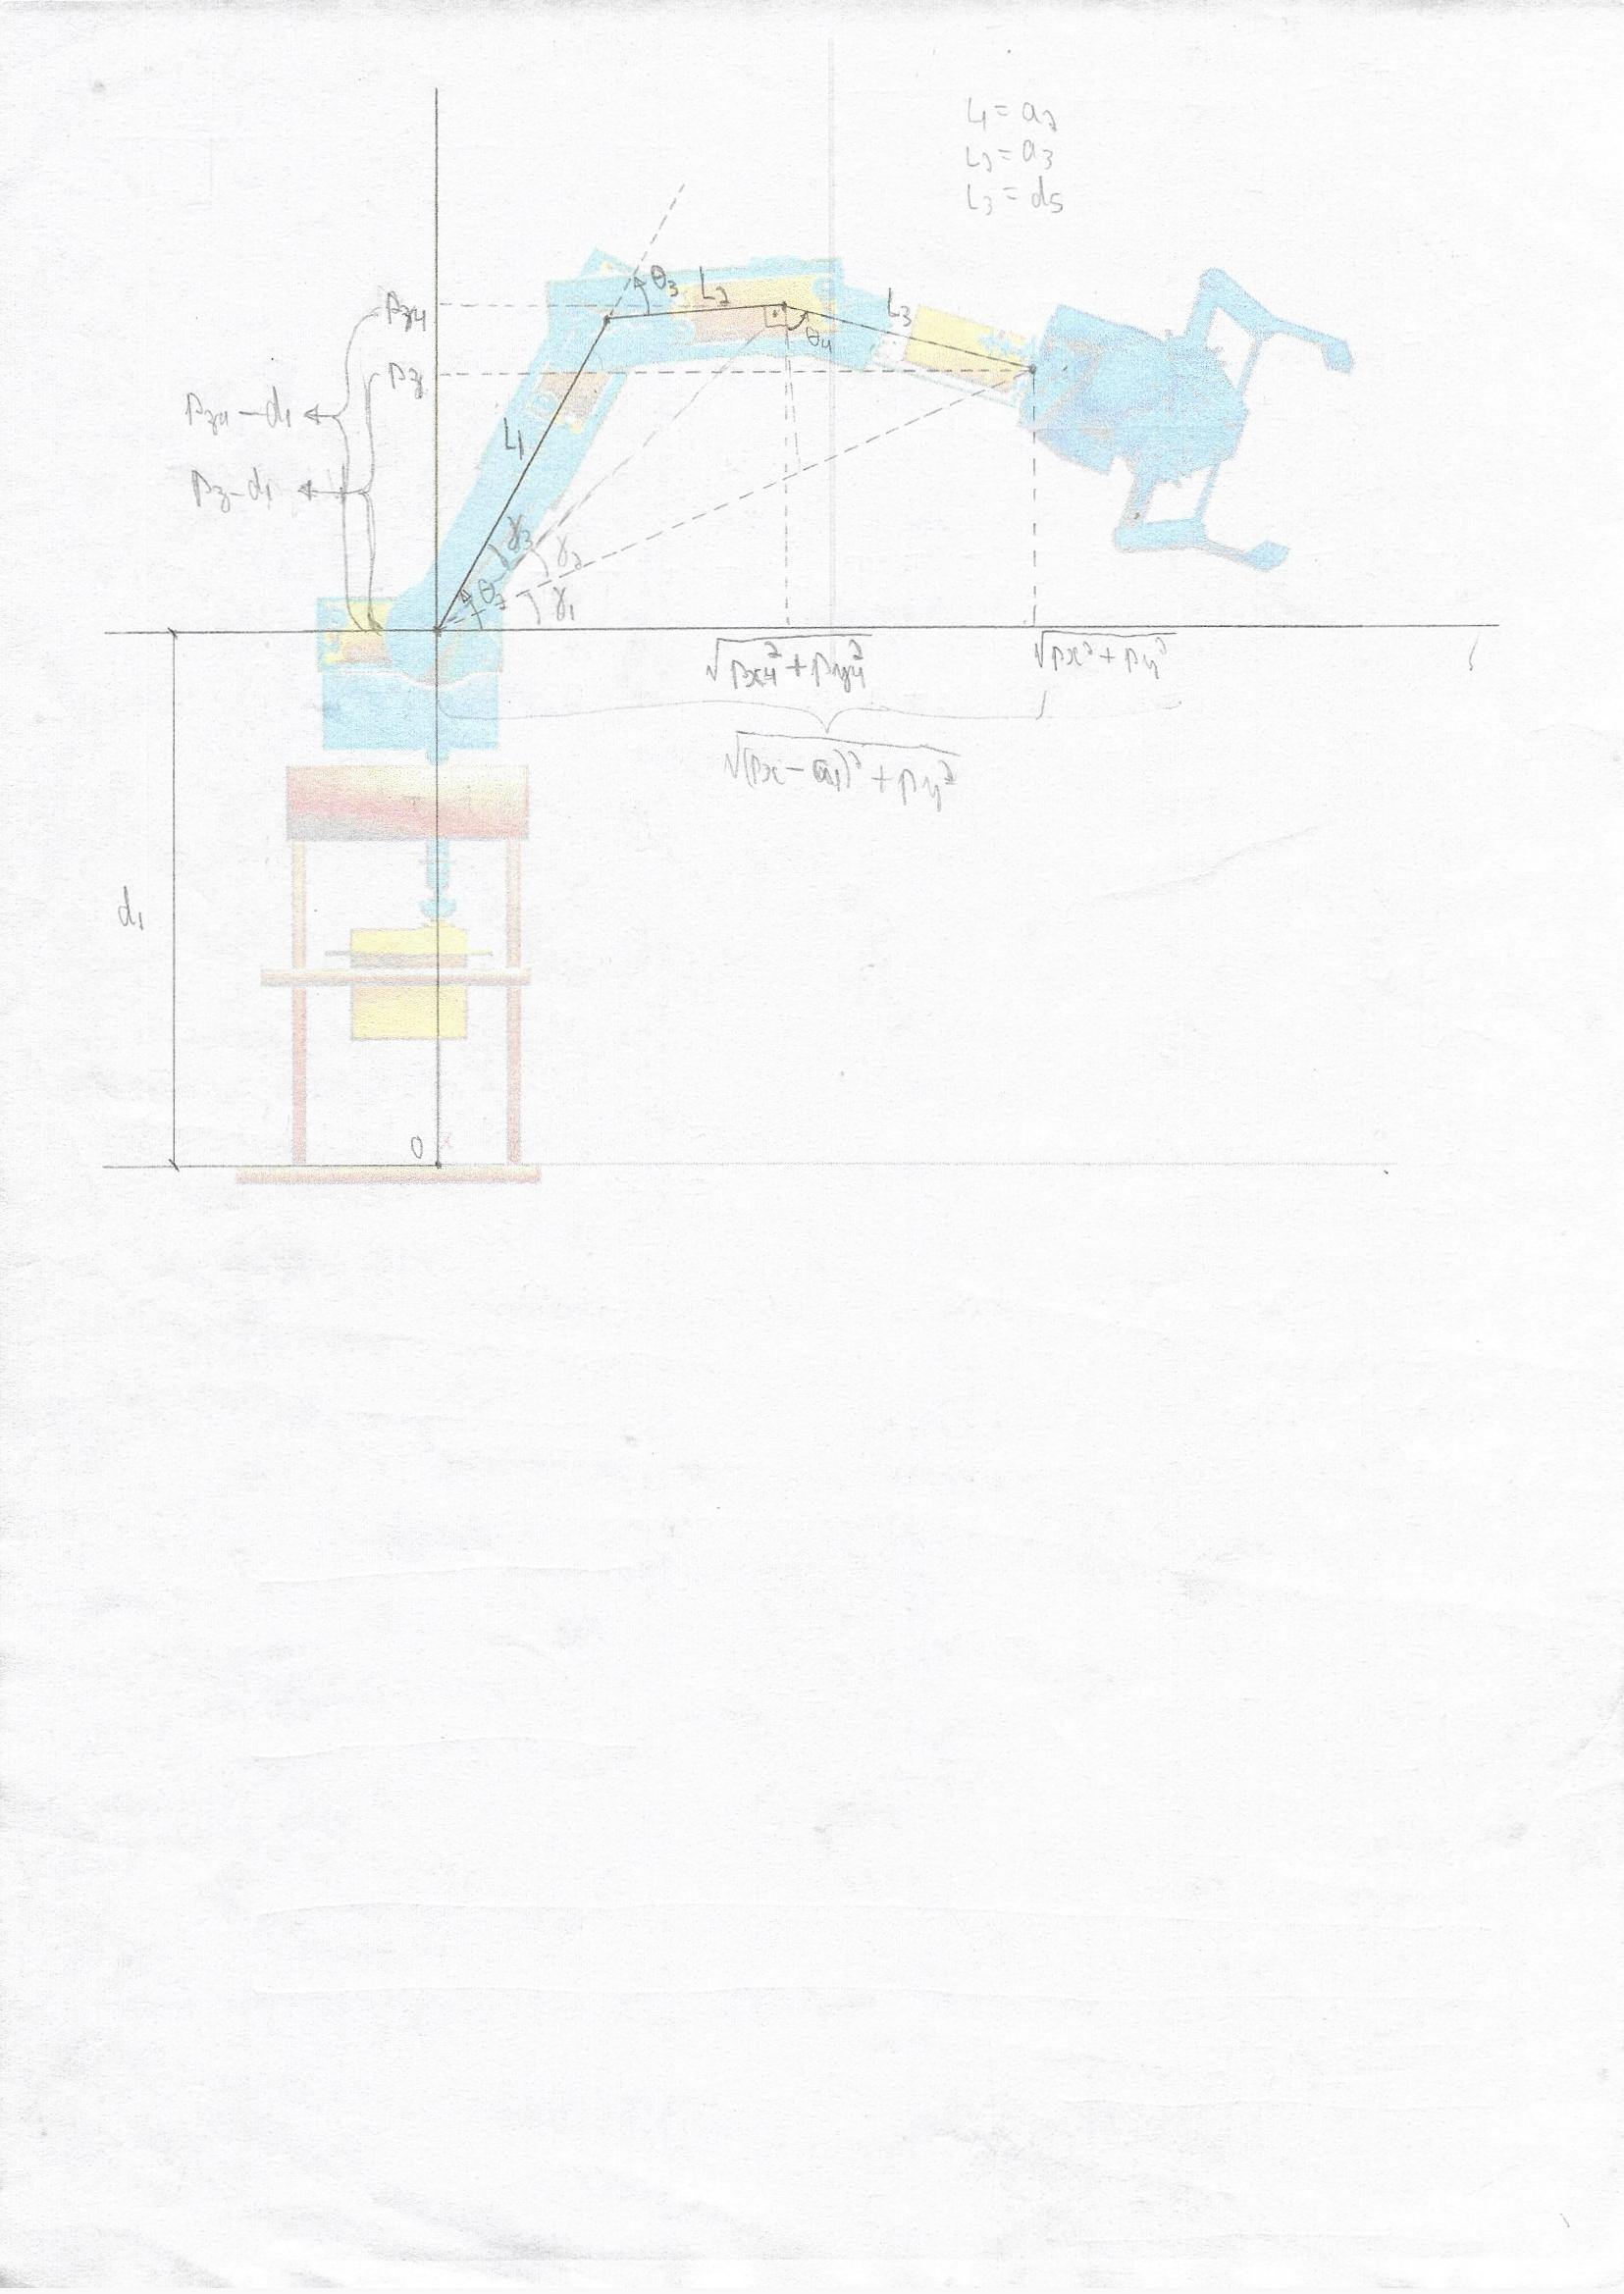 L1 = a2
L2 = a3
L3 = d5
θ3
L2
L3
Pz4
θ4
Pz
Pz4 - d1
L1
Pz - d1
γ3
γ2
θ2
γ1
√Px4² + Py4²
√Px² + Py²
√(Px - a1)² + Py²
d1
0